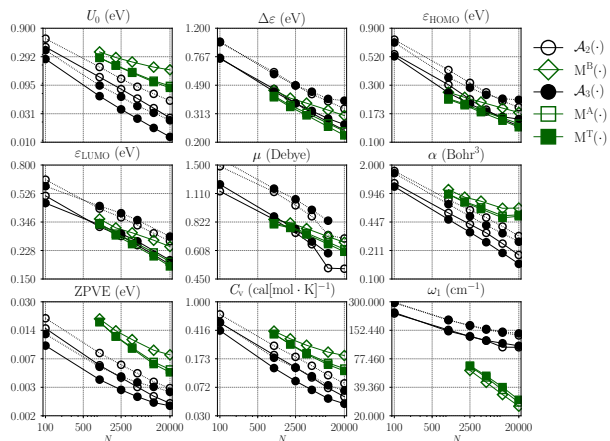 U₀ (eV) Δε (eV) ε_HOMO (eV)
0.900 1.200 0.900
0.292 0.767 0.520
0.095 0.490 0.300
0.031 0.313 0.173
0.010 0.200 0.100
𝒜₂(·)
Mᴮ(·)
𝒜₃(·)
Mᴬ(·)
Mᵀ(·)
ε_LUMO (eV) μ (Debye) α (Bohr³)
0.800 1.500 2.000
0.526 1.110 0.946
0.346 0.822 0.447
0.228 0.608 0.211
0.150 0.450 0.100
ZPVE (eV) Cᵥ (cal[mol · K]⁻¹ ω₁ (cm⁻¹)
0.030 1.000 300.000
0.014 0.416 152.440
0.007 0.173 77.460
0.003 0.072 39.360
0.002 0.030 20.000
100 2500 20000 100 2500 20000 100 2500 20000
N N N